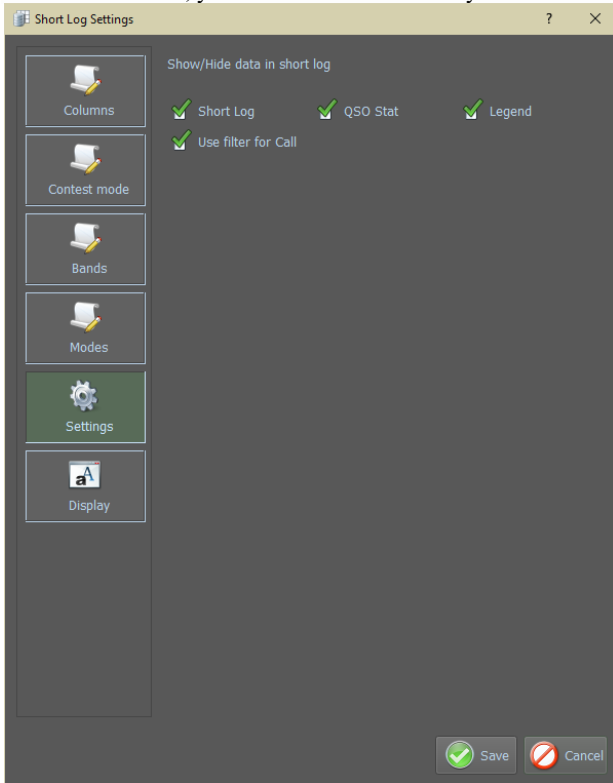 Short Log Settings ? ×
Show/Hide data in short log
Columns
Short Log QSO Stat Legend
Use filter for Call
Contest mode
Bands
Modes
Settings
aA
Display
Save Cancel